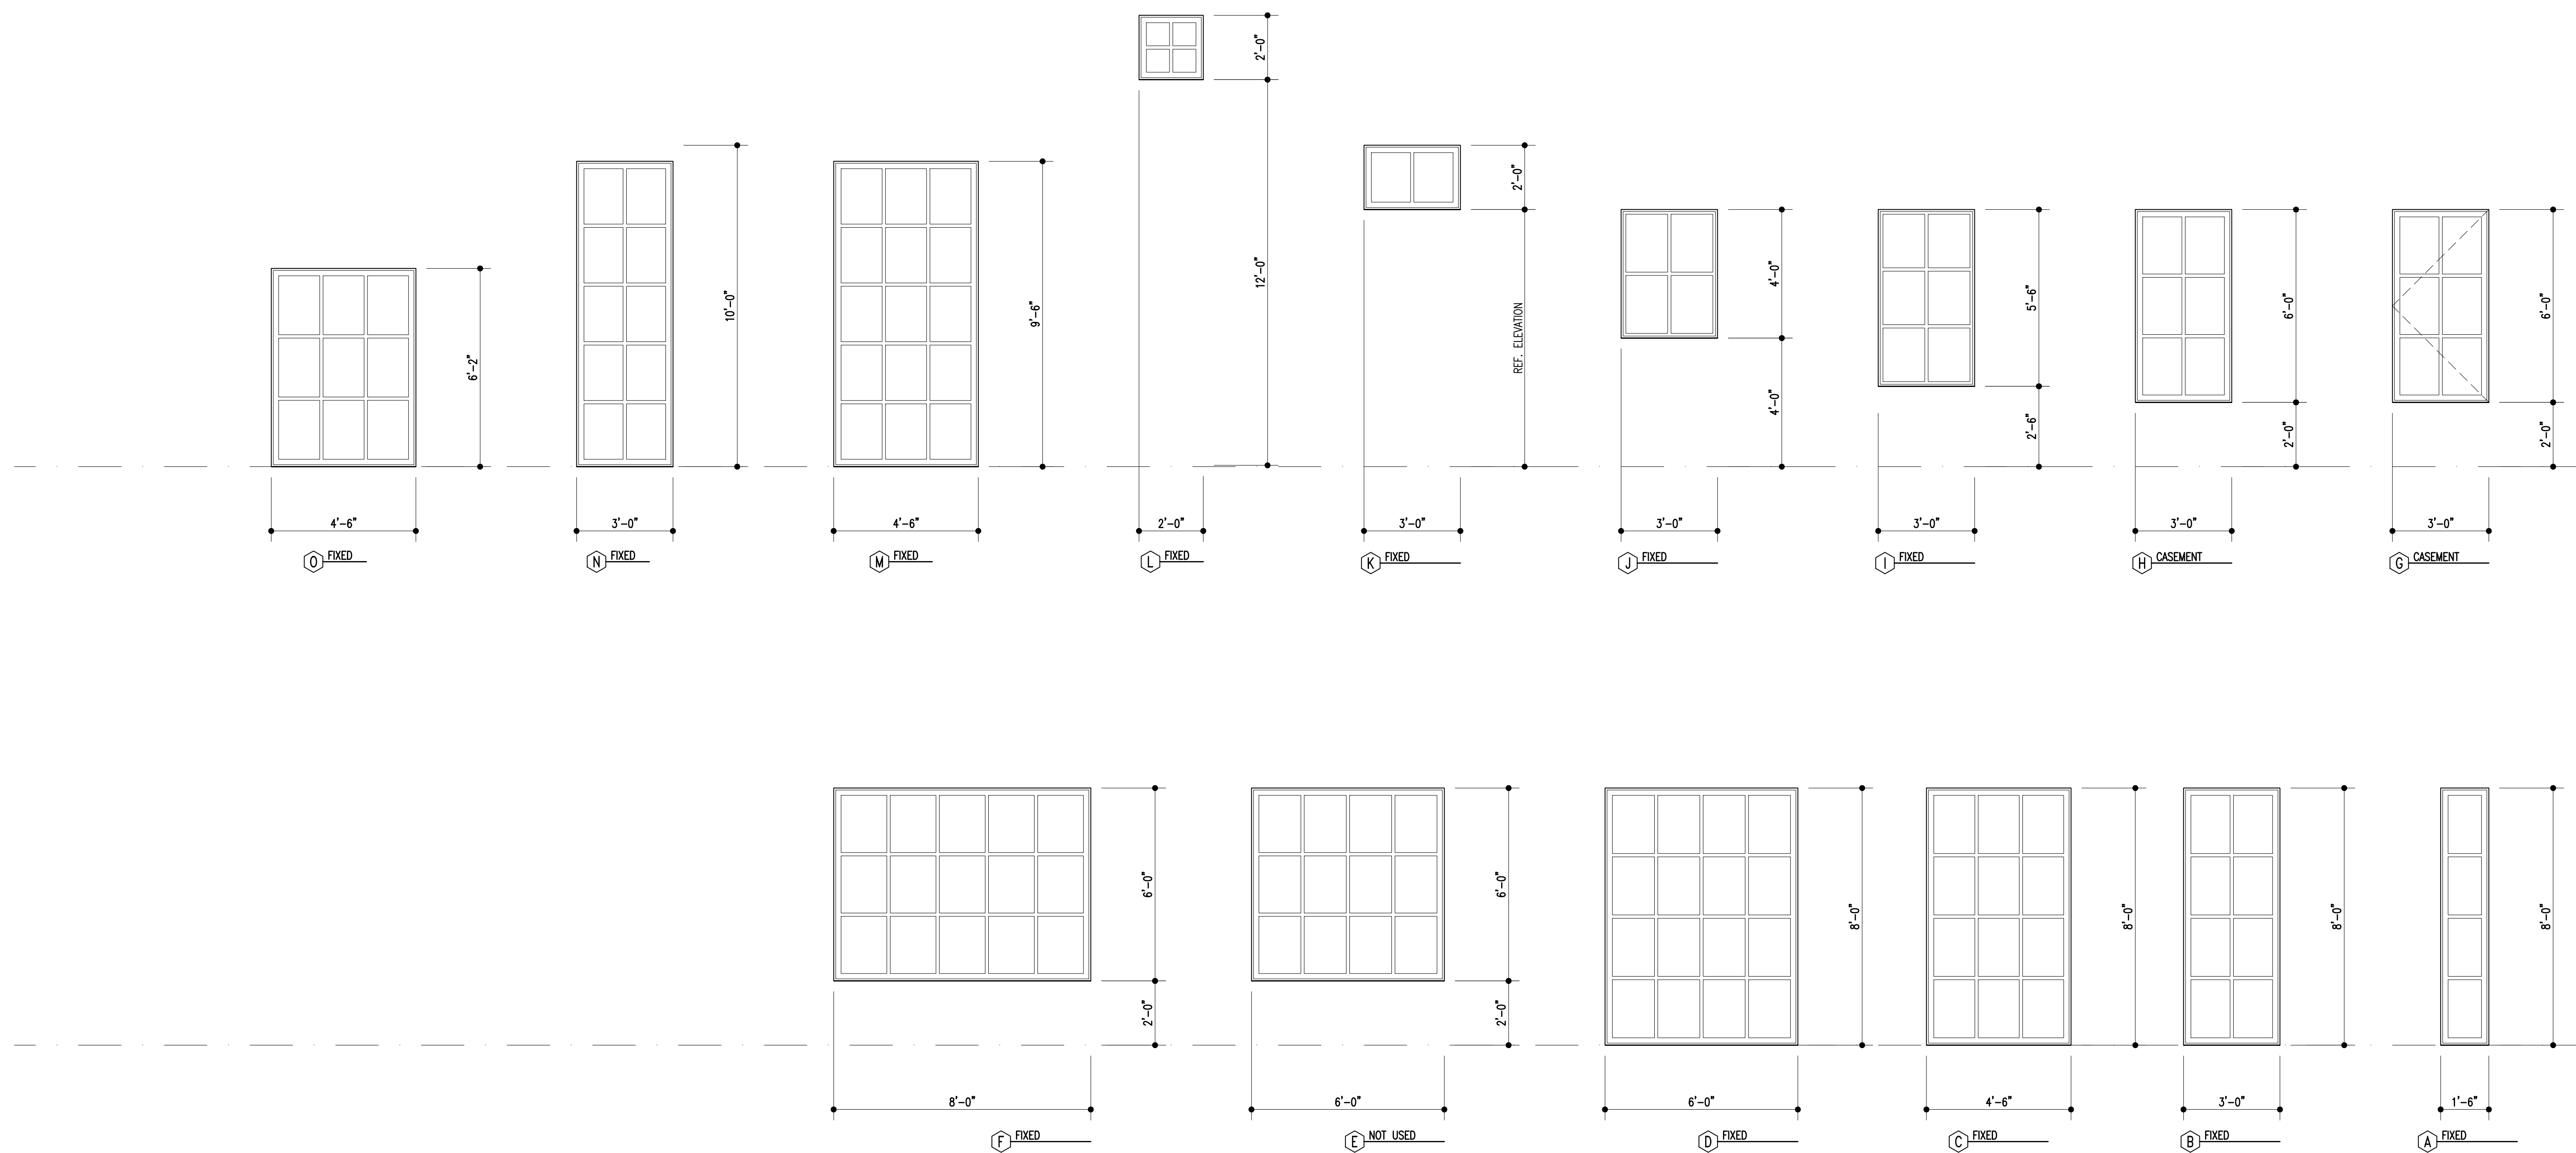 2'-0"
12'-0"
2'-0"
REF. ELEVATION
6'-2"
10'-0"
9'-6"
4'-0"
4'-0"
5'-6"
2'-6"
6'-0"
2'-0"
6'-0"
2'-0"
4'-6"
3'-0"
4'-6"
2'-0"
3'-0"
3'-0"
3'-0"
3'-0"
3'-0"
O FIXED
N FIXED
M FIXED
L FIXED
K FIXED
J FIXED
I FIXED
H CASEMENT
G CASEMENT
6'-0"
2'-0"
6'-0"
2'-0"
8'-0"
8'-0"
8'-0"
8'-0"
8'-0"
6'-0"
6'-0"
4'-6"
3'-0"
1'-6"
F FIXED
E NOT USED
D FIXED
C FIXED
B FIXED
A FIXED